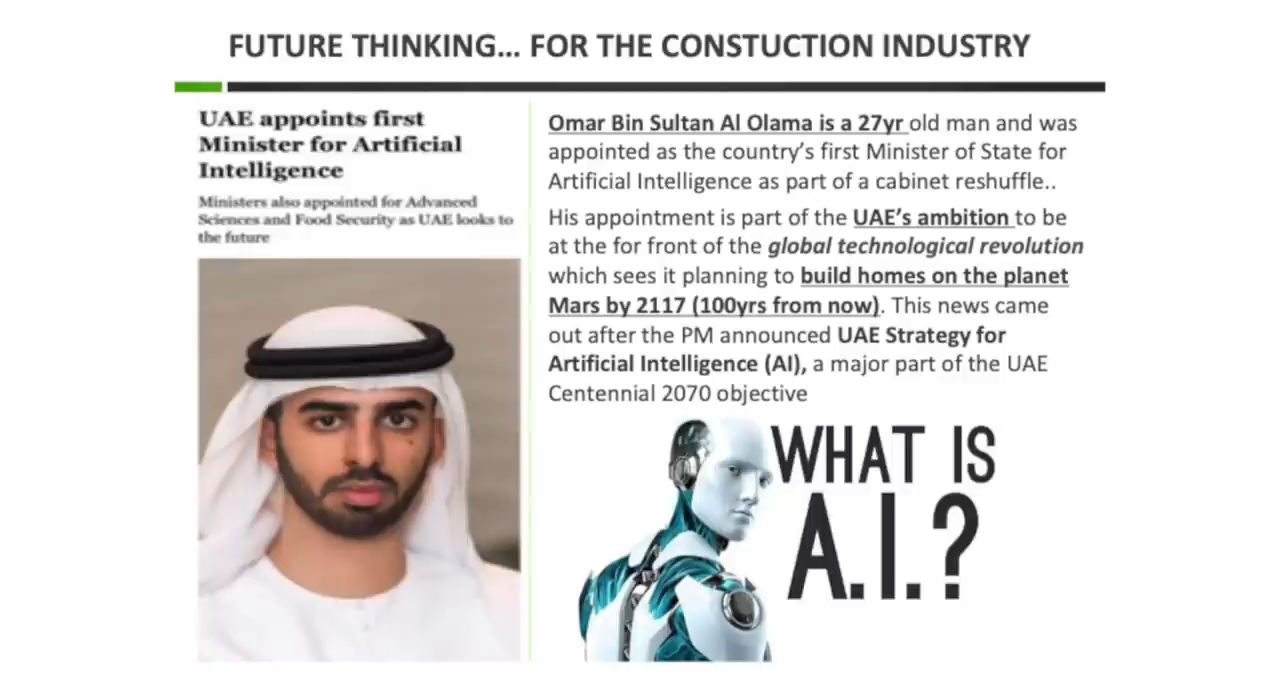 FUTURE THINKING... FOR THE CONSTUCTION INDUSTRY
UAE appoints first
Minister for Artificial
Intelligence
Ministers also appointed for Advanced
Sciences and Food Security as UAE looks to
the future
Omar Bin Sultan Al Olama is a 27yr old man and was
appointed as the country's first Minister of State for
Artificial Intelligence as part of a cabinet reshuffle..
His appointment is part of the UAE's ambition to be
at the for front of the global technological revolution
which sees it planning to build homes on the planet
Mars by 2117 (100yrs from now). This news came
out after the PM announced UAE Strategy for
Artificial Intelligence (AI), a major part of the UAE
Centennial 2070 objective
WHAT IS
A.I.?